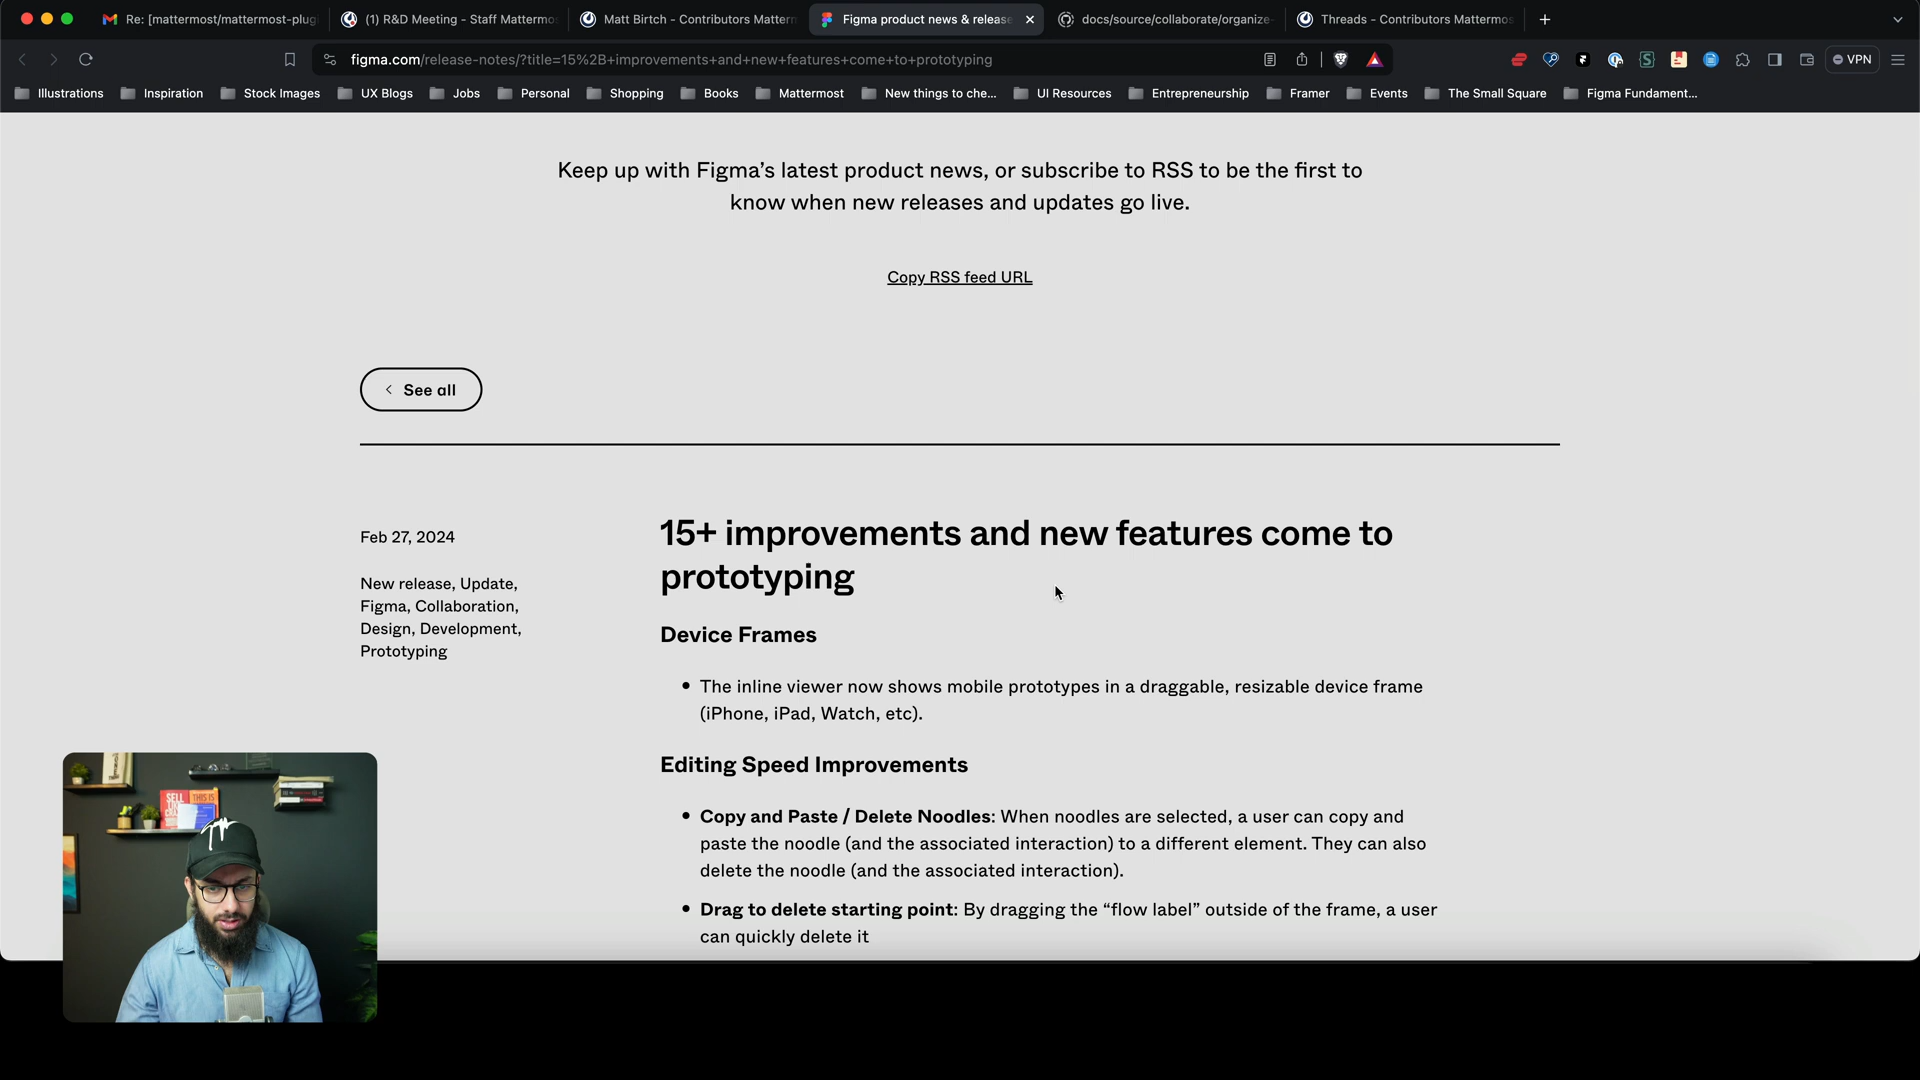 Re: [mattermost/mattermost-plug
(1) R&D Meeting - Staff Mattermo
Matt Birtch - Contributors Mattern
Figma product news & release
docs/source/collaborate/organize-
Threads - Contributors Mattermos
figma.com/release-notes/?title=15%2B+improvements+and+new+features+come+to+prototyping
VPN
Illustrations
Inspiration
Stock Images
UX Blogs
Jobs
Personal
Shopping
Books
Mattermost
New things to che...
UI Resources
Entrepreneurship
Framer
Events
The Small Square
Figma Fundament...
Keep up with Figma’s latest product news, or subscribe to RSS to be the first to
know when new releases and updates go live.
Copy RSS feed URL
See all
Feb 27, 2024
New release, Update,
Figma, Collaboration,
Design, Development,
Prototyping
15+ improvements and new features come to
prototyping
Device Frames
The inline viewer now shows mobile prototypes in a draggable, resizable device frame
(iPhone, iPad, Watch, etc).
Editing Speed Improvements
Copy and Paste / Delete Noodles: When noodles are selected, a user can copy and
paste the noodle (and the associated interaction) to a different element. They can also
delete the noodle (and the associated interaction).
Drag to delete starting point: By dragging the “flow label” outside of the frame, a user
can quickly delete it
SELL
THIS IS